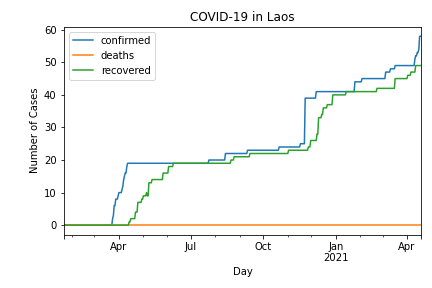 COVID-19 in Laos
confirmed
deaths
recovered
Number of Cases
60
50
40
30
20
10
0
Apr Jul Oct Jan Apr
2021
Day